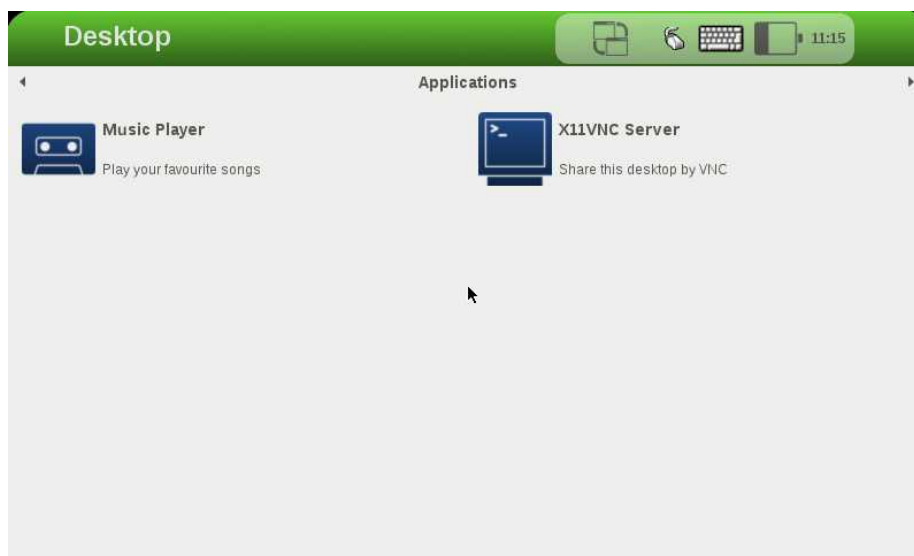 Desktop
11:15
Applications
Music Player
Play your favourite songs
>_
X11VNC Server
Share this desktop by VNC